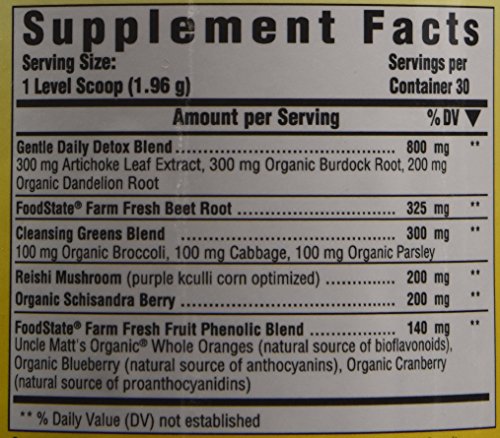 Supplement Facts
Serving Size:
1 Level Scoop (1.96 g)
Servings per
Container 30
Amount per Serving % DV ▼
Gentle Daily Detox Blend ........................................ 800 mg **
300 mg Artichoke Leaf Extract, 300 mg Organic Burdock Root, 200 mg
Organic Dandelion Root
FoodState® Farm Fresh Beet Root ............................ 325 mg **
Cleansing Greens Blend ........................................ 300 mg **
100 mg Organic Broccoli, 100 mg Cabbage, 100 mg Organic Parsley
Reishi Mushroom (purple kculli corn optimized) ............ 200 mg **
Organic Schisandra Berry ........................................ 200 mg **
FoodState® Farm Fresh Fruit Phenolic Blend ............... 140 mg **
Uncle Matt's Organic® Whole Oranges (natural source of bioflavonoids),
Organic Blueberry (natural source of anthocyanins), Organic Cranberry
(natural source of proanthocyanidins)
** % Daily Value (DV) not established